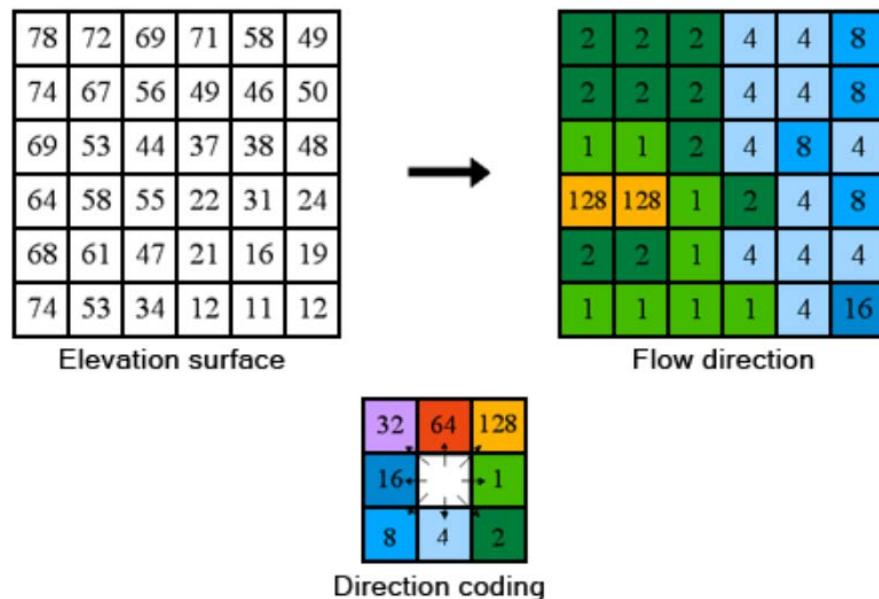 78 72 69 71 58 49 2 2 2 4 4 8
74 67 56 49 46 50 2 2 2 4 4 8
69 53 44 37 38 48 1 1 2 4 8 4
64 58 55 22 31 24 128 128 1 2 4 8
68 61 47 21 16 19 2 2 1 4 4 4
74 53 34 12 11 12 1 1 1 1 4 16
Elevation surface Flow direction
32 64 128
16 1
8 4 2
Direction coding